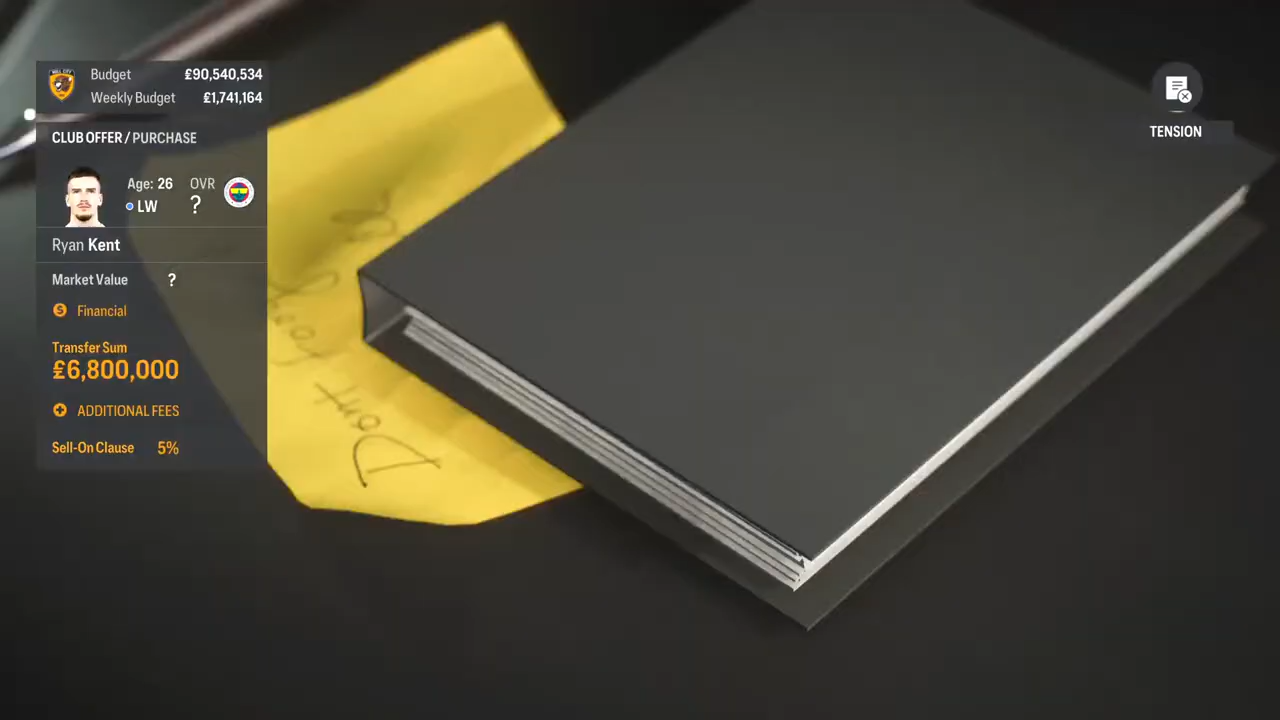 Budget £90,540,534
Weekly Budget £1,741,164
CLUB OFFER / PURCHASE
Age: 26 OVR
LW ?
Ryan Kent
Market Value ?
Financial
Transfer Sum
£6,800,000
ADDITIONAL FEES
Sell-On Clause 5%
TENSION
Dont